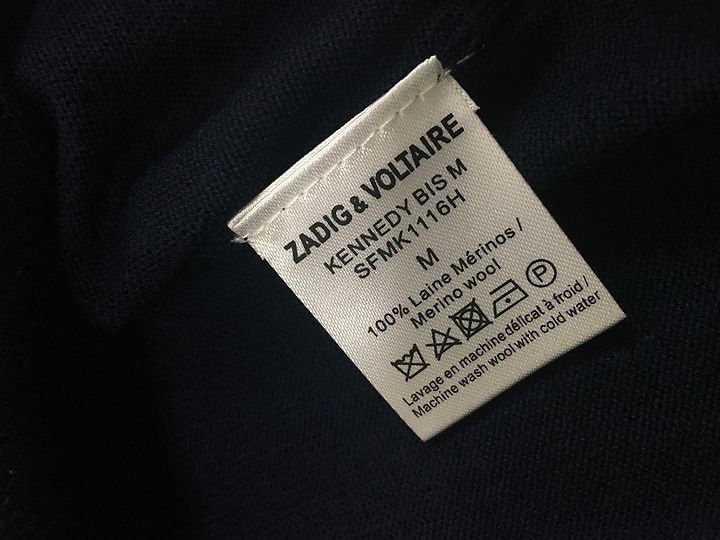 ZADIG & VOLTAIRE
KENNEDY BIS M
SFMK1116H
M
100% Laine Mérinos /
Merino wool
P
Lavage en machine délicat à froid /
Machine wash wool with cold water